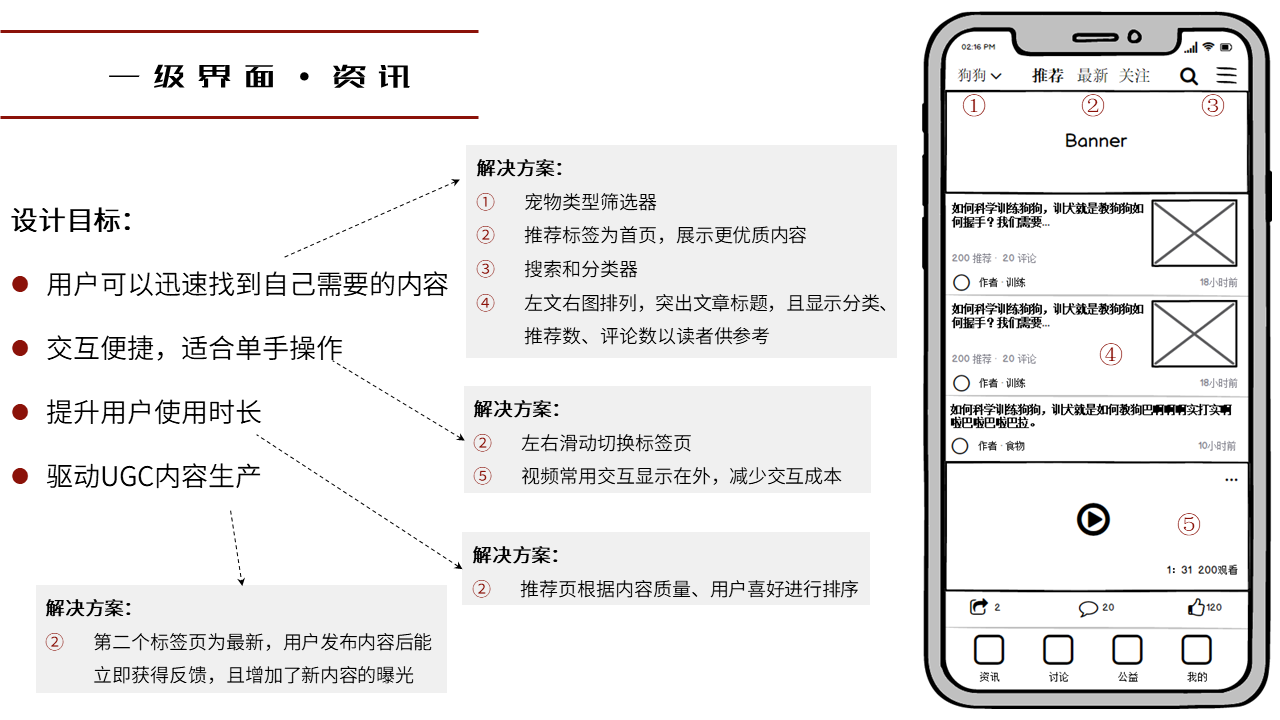 一级界面·资讯
设计目标：
用户可以迅速找到自己需要的内容
交互便捷，适合单手操作
提升用户使用时长
驱动UGC内容生产
解决方案：
① 宠物类型筛选器
② 推荐标签为首页，展示更优质内容
③ 搜索和分类器
④ 左文右图排列，突出文章标题，且显示分类、
推荐数、评论数以读者供参考
解决方案：
② 左右滑动切换标签页
⑤ 视频常用交互显示在外，减少交互成本
解决方案：
② 推荐页根据内容质量、用户喜好进行排序
解决方案：
② 第二个标签页为最新，用户发布内容后能
立即获得反馈，且增加了新内容的曝光
02:16 PM
狗狗 推荐 最新 关注
① ② ③
Banner
如何科学训练狗狗，训犬就是教狗狗如
何握手？我们需要...
200 推荐 · 20 评论
作者 · 训练 18小时前
如何科学训练狗狗，训犬就是教狗狗如
何握手？我们需要...
200 推荐 · 20 评论
④
作者 · 训练 18小时前
如何科学训练狗狗，训犬就是如何教狗巴啊啊啊实打实啊
啦巴啦巴啦巴拉。
作者 · 食物 10小时前
...
⑤
1：31 200观看
2 20 120
资讯 讨论 公益 我的